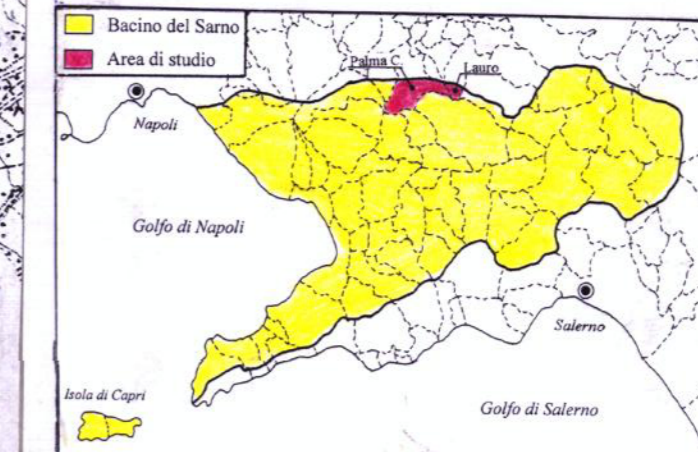 Bacino del Sarno
Area di studio
Palma C.
Lauro
Napoli
Golfo di Napoli
Salerno
Isola di Capri
Golfo di Salerno